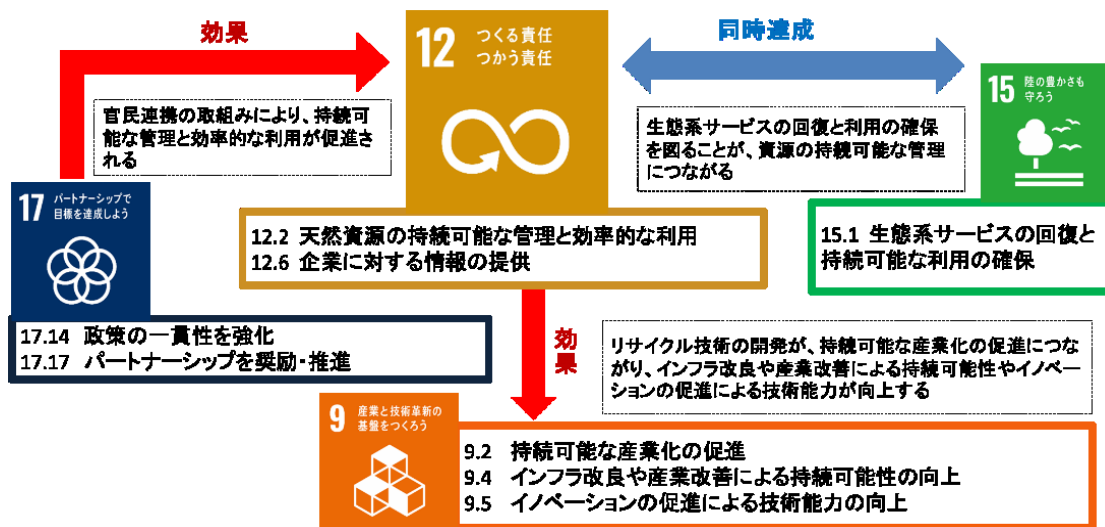 効果
12 つくる責任
つかう責任
同時達成
15 陸の豊かさも
守ろう
官民連携の取組みにより、持続可
能な管理と効率的な利用が促進さ
れる
生態系サービスの回復と利用の確保
を図ることが、資源の持続可能な管理
につながる
17 パートナーシップで
目標を達成しよう
12.2 天然資源の持続可能な管理と効率的な利用
12.6 企業に対する情報の提供
15.1 生態系サービスの回復と
持続可能な利用の確保
17.14 政策の一貫性を強化
17.17 パートナーシップを奨励・推進
効果
リサイクル技術の開発が、持続可能な産業化の促進につな
がり、インフラ改良や産業改善による持続可能性やイノベー
ションの促進による技術能力が向上する
9 産業と技術革新の
基盤をつくろう
9.2 持続可能な産業化の促進
9.4 インフラ改良や産業改善による持続可能性の向上
9.5 イノベーションの促進による技術能力の向上